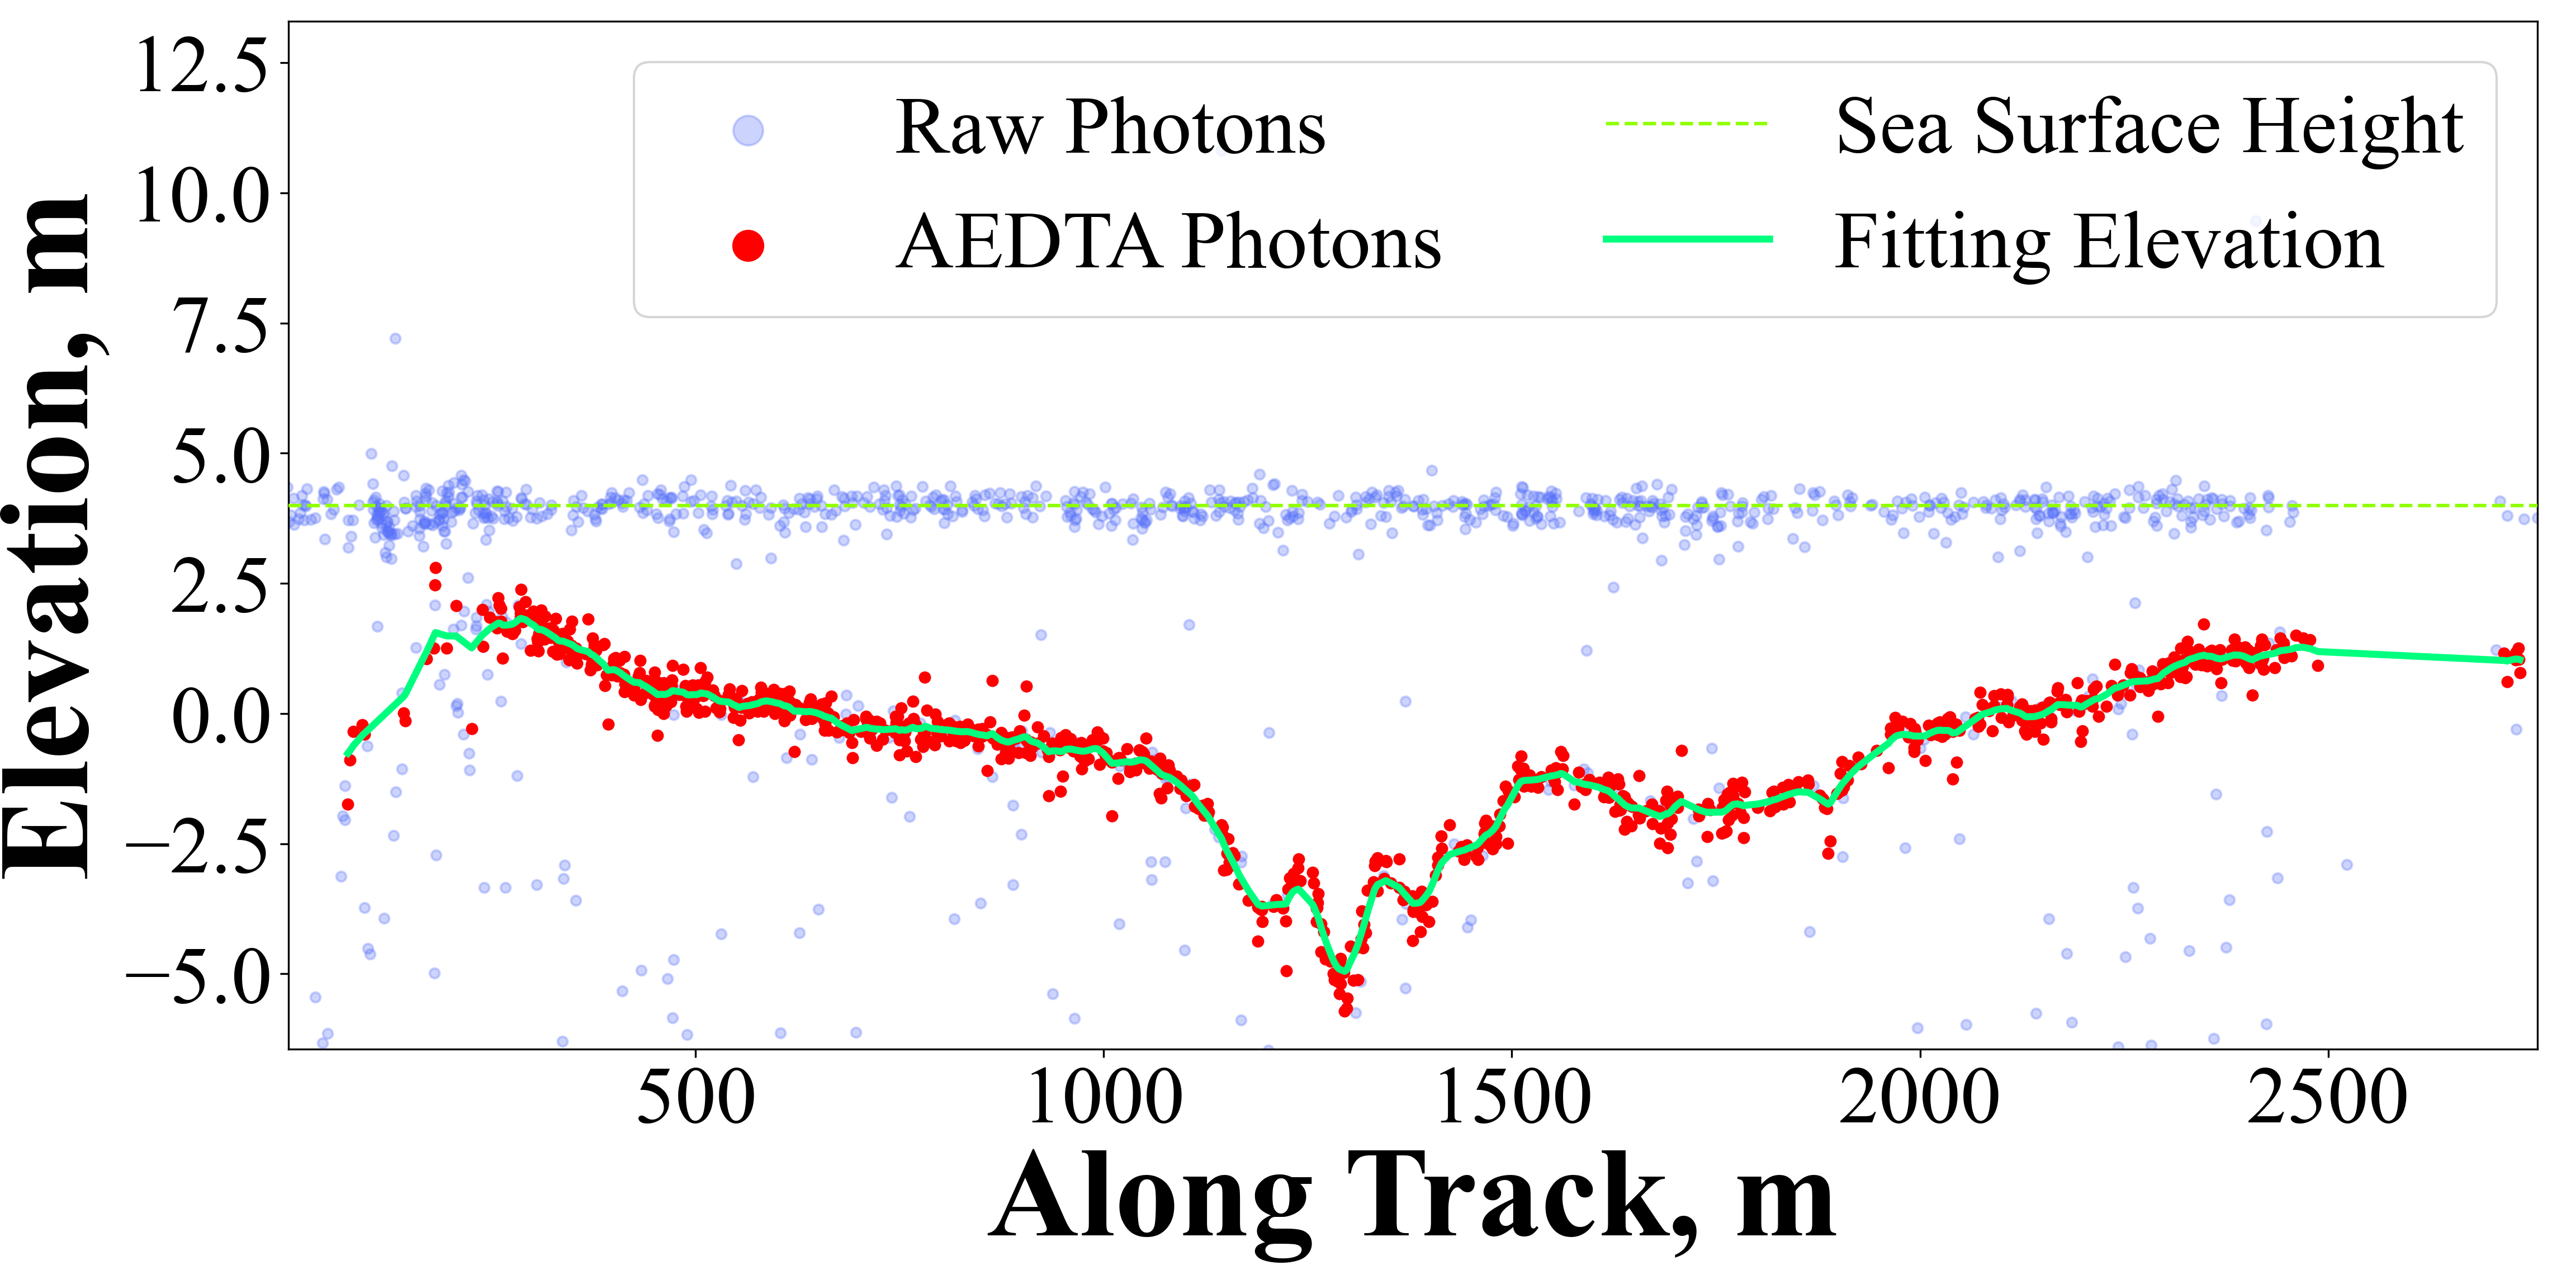 12.5
10.0
7.5
5.0
2.5
0.0
−2.5
−5.0
Elevation, m
Raw Photons
AEDTA Photons
Sea Surface Height
Fitting Elevation
500 1000 1500 2000 2500
Along Track, m